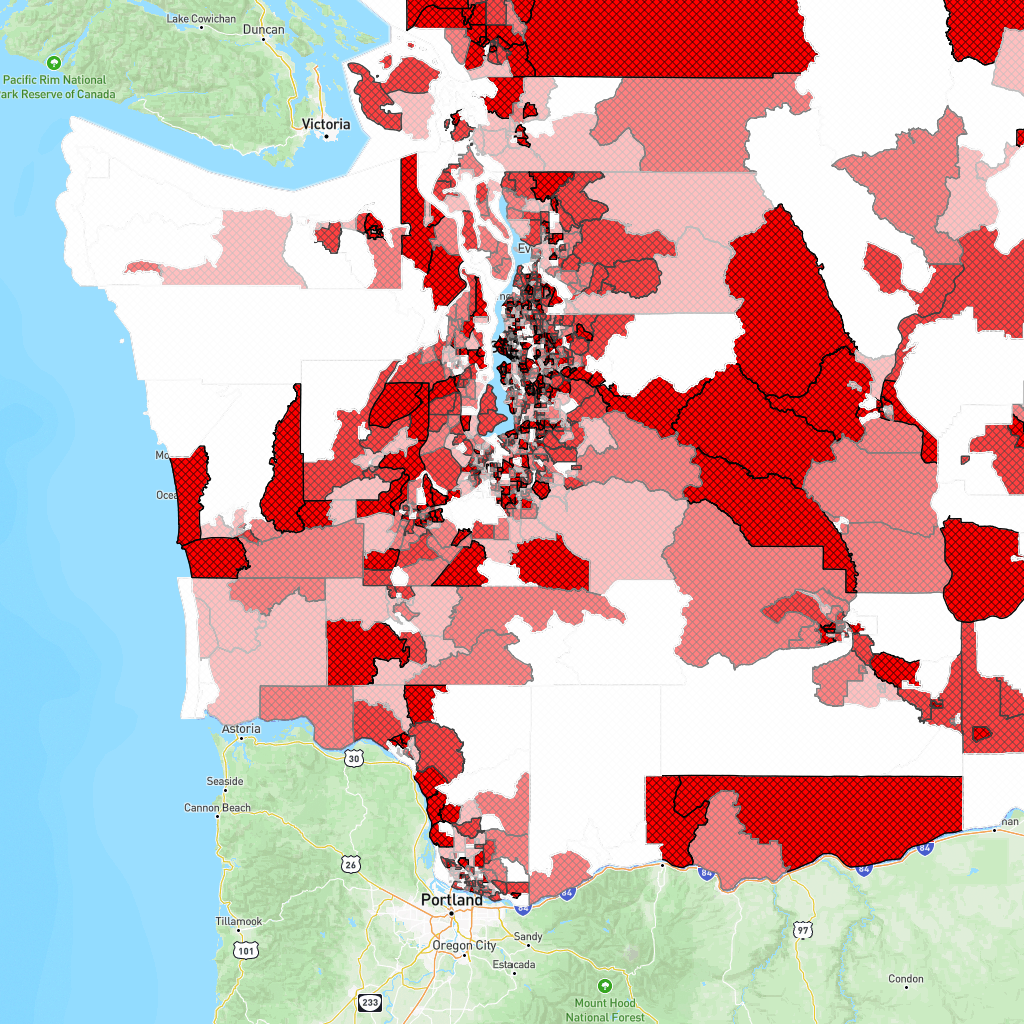 Lake Cowichan
Duncan
Pacific Rim National
ark Reserve of Canada
Victoria
Ev
Mo
Ocea
Astoria
30
Seaside
Cannon Beach
nan
84
26
84
84
84
Portland
84
Tillamook
97
101
Oregon City
Sandy
Estacada
Condon
233
Mount Hood
National Forest